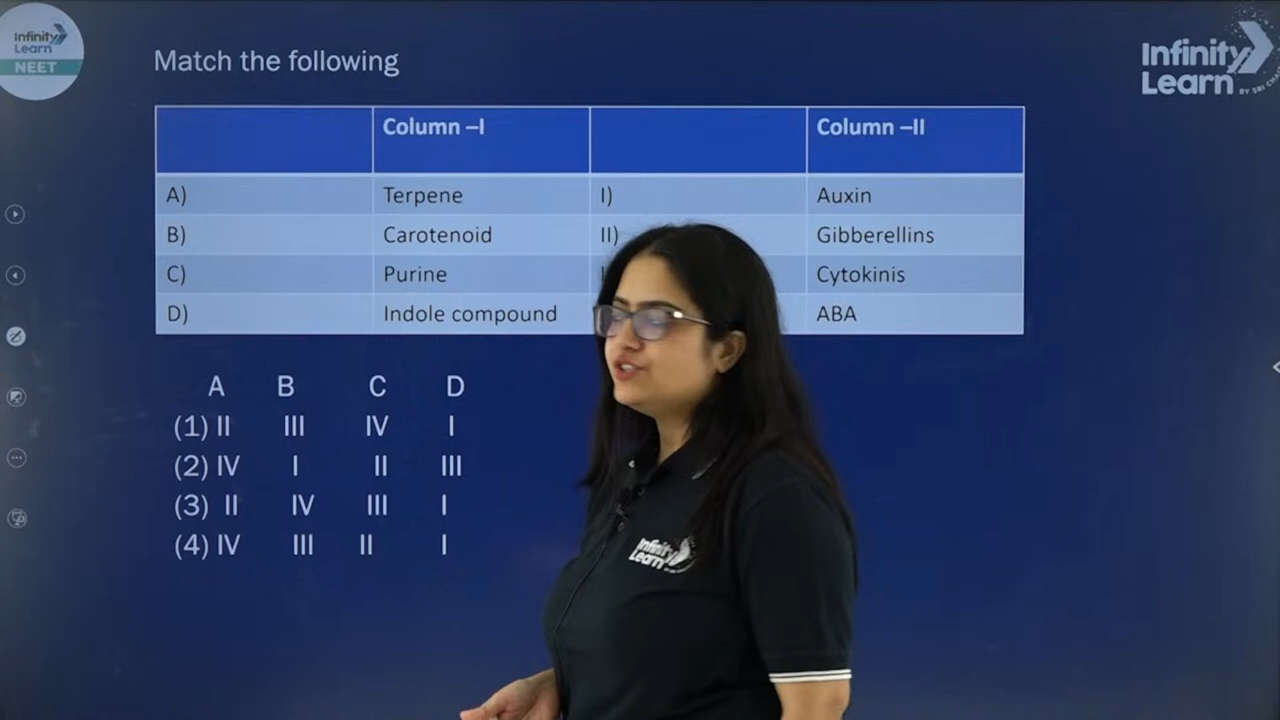 Infinity
Learn
NEET
Match the following
Infinity
Learn
BY SRI
Column –I Column –II
A) Terpene I) Auxin
B) Carotenoid II) Gibberellins
C) Purine Cytokinis
D) Indole compound ABA
A B C D
(1) II III IV I
(2) IV I II III
(3) II IV III I
(4) IV III II I
Infinity
Learn